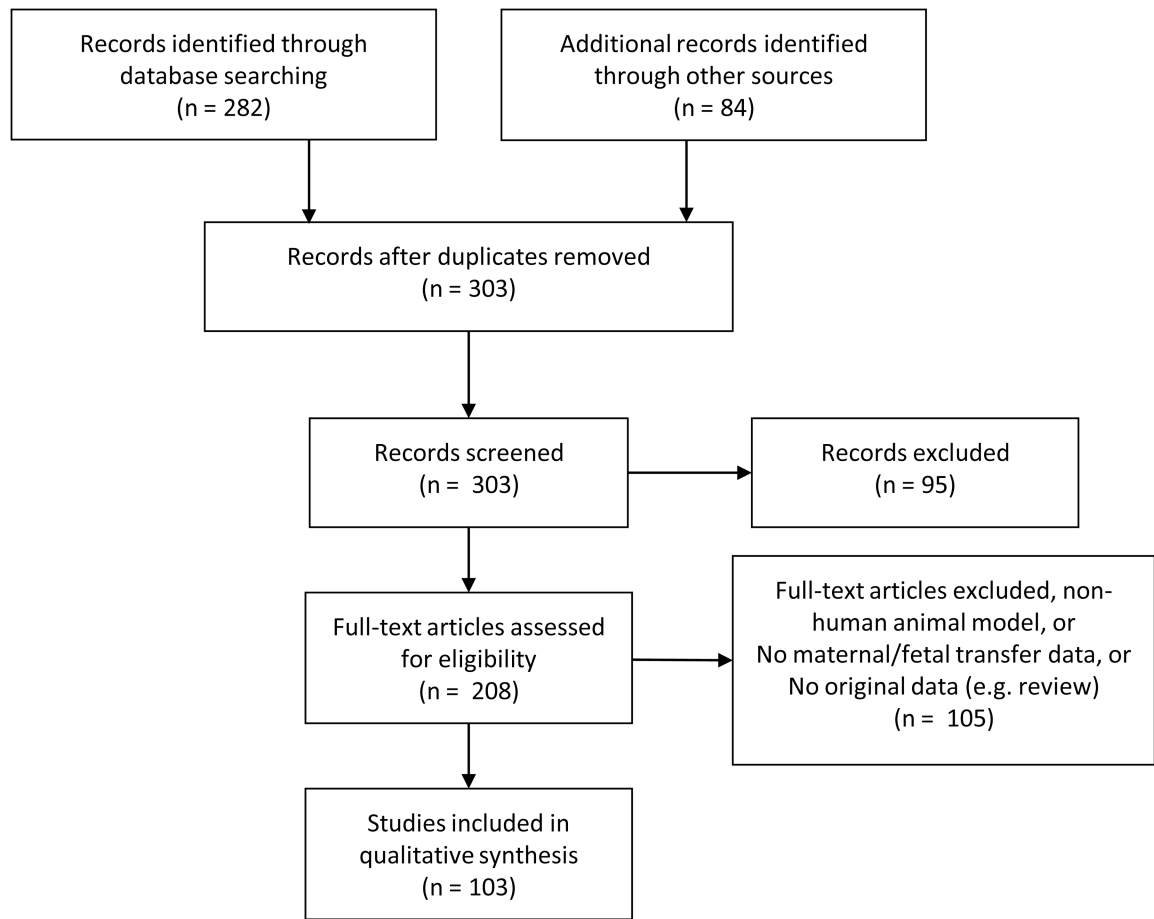 Records identified through
database searching
(n = 282)
Additional records identified
through other sources
(n = 84)
Records after duplicates removed
(n = 303)
Records screened
(n =  303)
Records excluded
(n = 95)
Full-text articles assessed
for eligibility
(n =  208)
Full-text articles excluded, non-
human animal model, or
No maternal/fetal transfer data, or
No original data (e.g. review)
(n =  105)
Studies included in
qualitative synthesis
(n = 103)